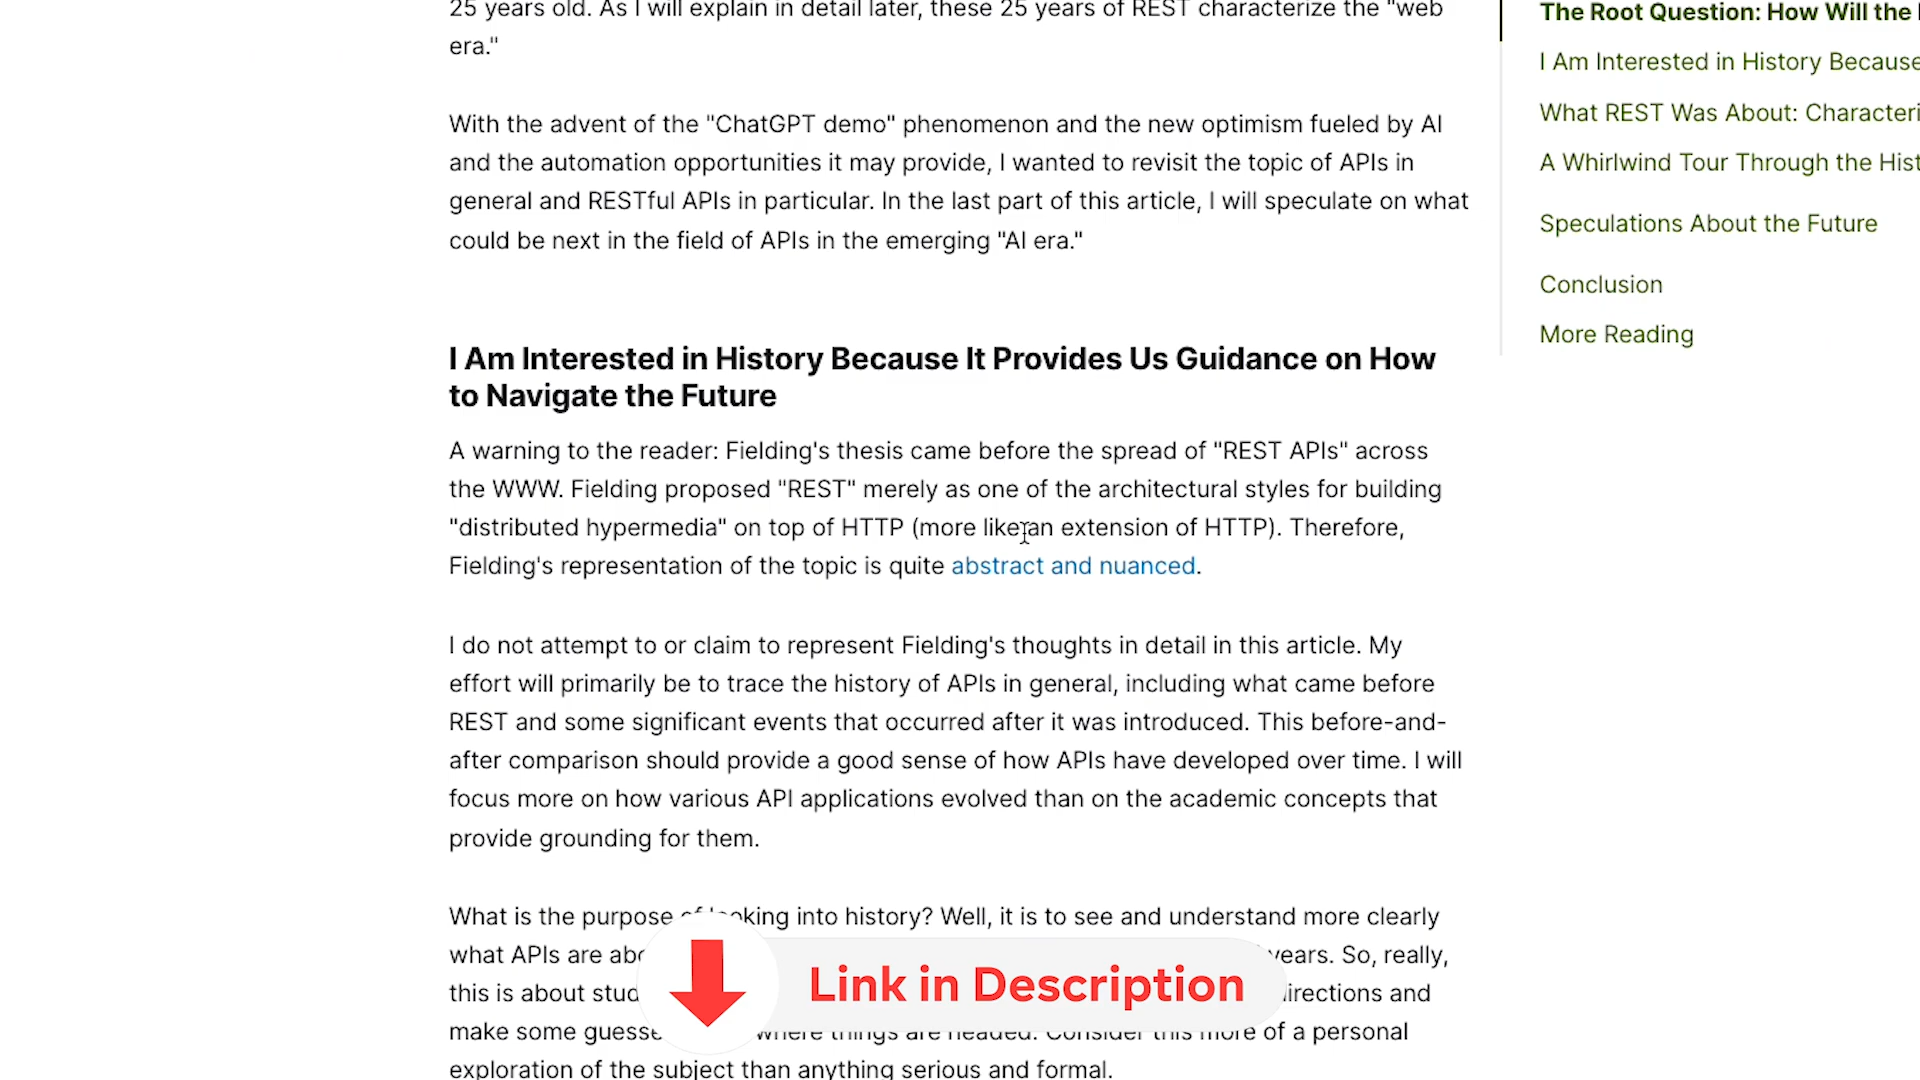 25 years old. As I will explain in detail later, these 25 years of REST characterize the "web
era."
With the advent of the "ChatGPT demo" phenomenon and the new optimism fueled by AI
and the automation opportunities it may provide, I wanted to revisit the topic of APIs in
general and RESTful APIs in particular. In the last part of this article, I will speculate on what
could be next in the field of APIs in the emerging "AI era."
I Am Interested in History Because It Provides Us Guidance on How
to Navigate the Future
A warning to the reader: Fielding's thesis came before the spread of "REST APIs" across
the WWW. Fielding proposed "REST" merely as one of the architectural styles for building
"distributed hypermedia" on top of HTTP (more like an extension of HTTP). Therefore,
Fielding's representation of the topic is quite abstract and nuanced.
I do not attempt to or claim to represent Fielding's thoughts in detail in this article. My
effort will primarily be to trace the history of APIs in general, including what came before
REST and some significant events that occurred after it was introduced. This before-and-
after comparison should provide a good sense of how APIs have developed over time. I will
focus more on how various API applications evolved than on the academic concepts that
provide grounding for them.
What is the purpose of looking into history? Well, it is to see and understand more clearly
what APIs are years. So, really,
this is about directions and
make some where things are headed. Consider this more of a personal
exploration of the subject than anything serious and formal.
Link in Description
The Root Question: How Will the
I Am Interested in History Because
What REST Was About:
A Whirlwind Tour Through the
Speculations About the Future
Conclusion
More Reading